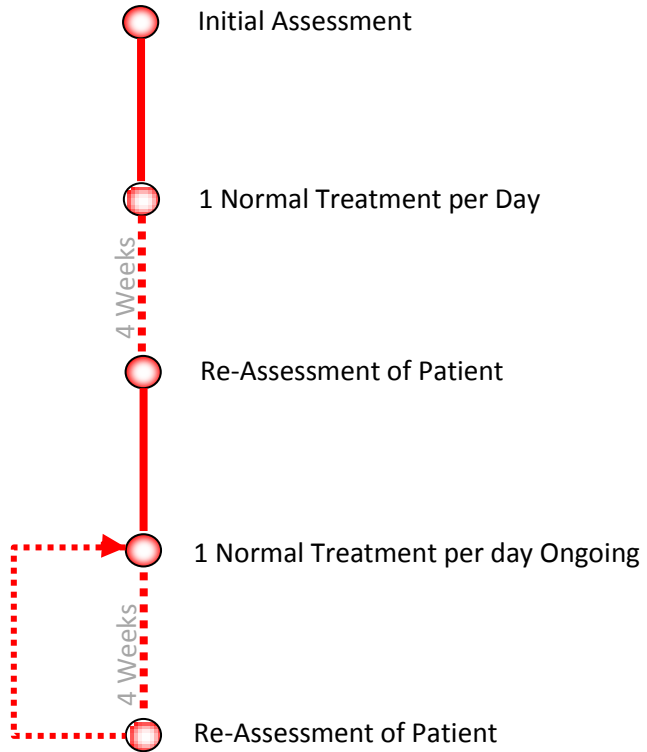 Initial Assessment
1 Normal Treatment per Day
4 Weeks
Re-Assessment of Patient
1 Normal Treatment per day Ongoing
4 Weeks
Re-Assessment of Patient